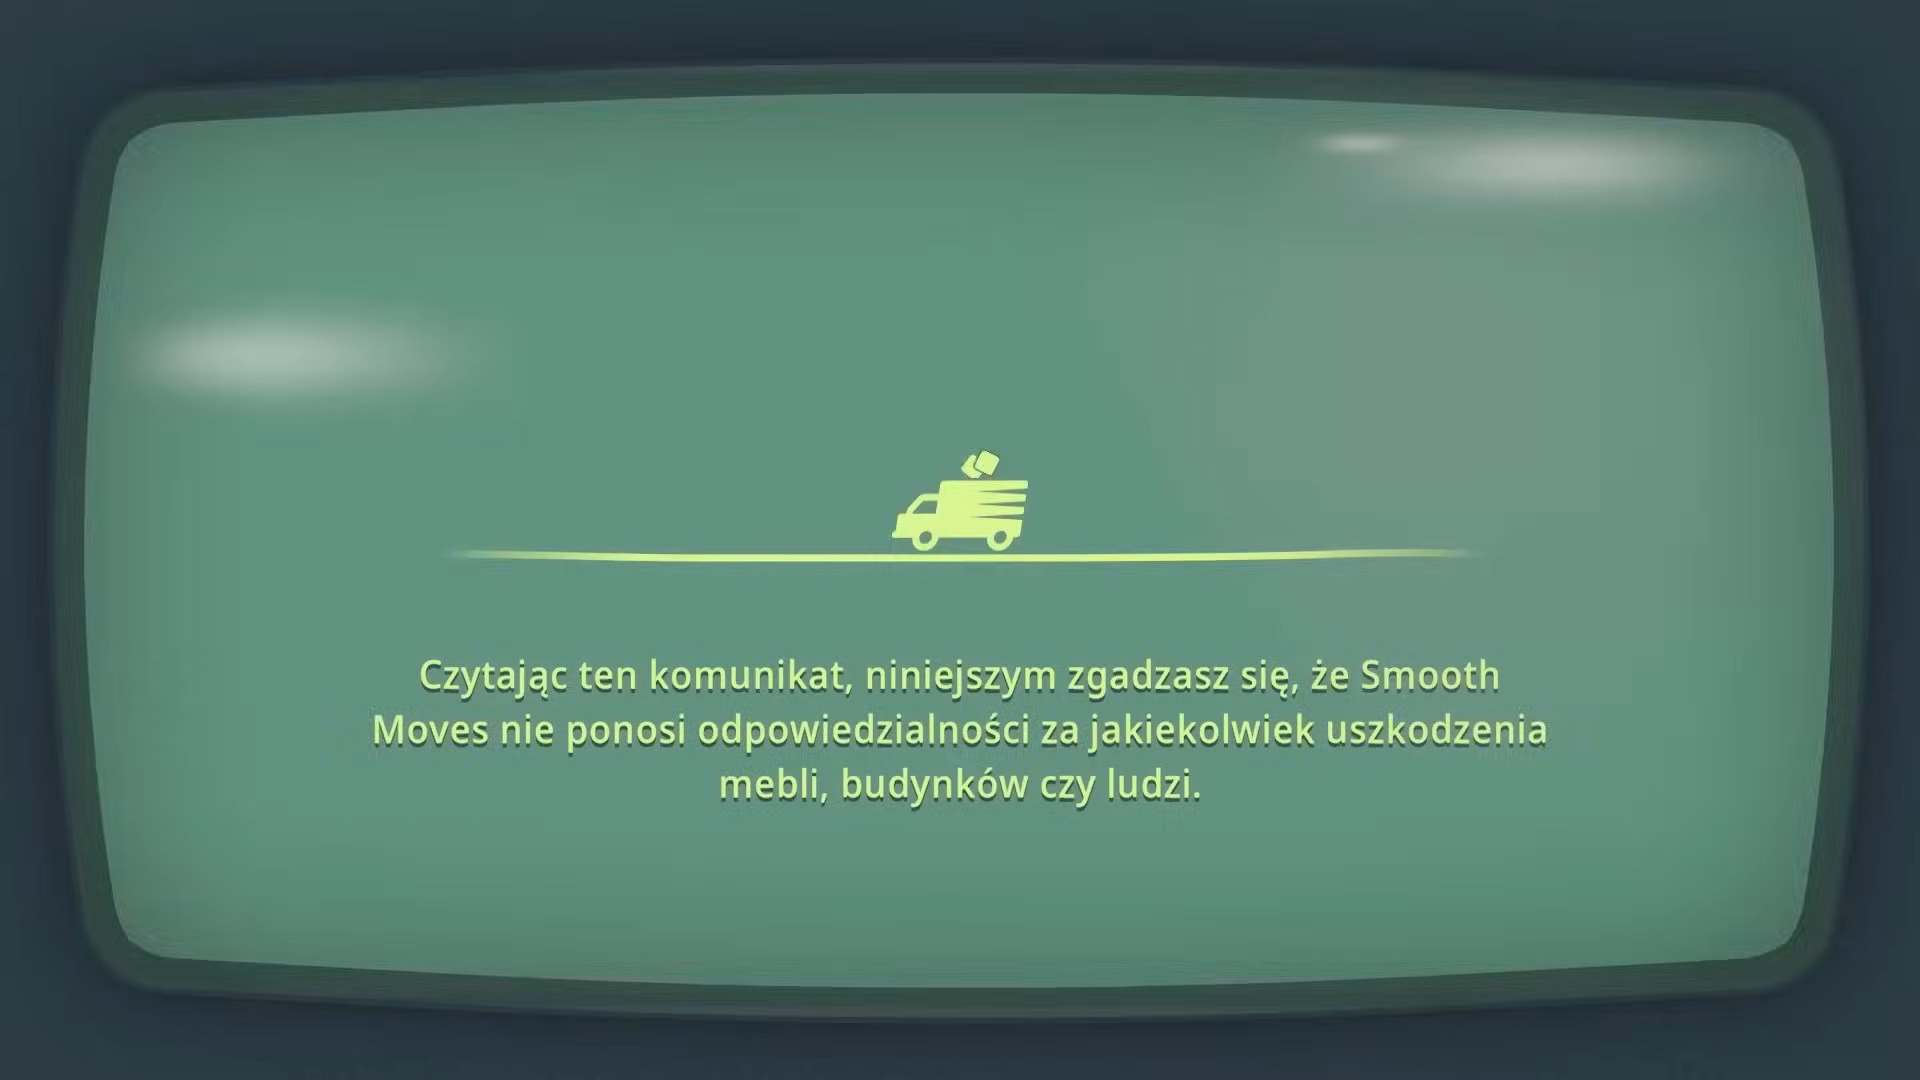 Czytając ten komunikat, niniejszym zgadzasz się, że Smooth
Moves nie ponosi odpowiedzialności za jakiekolwiek uszkodzenia
mebli, budynków czy ludzi.